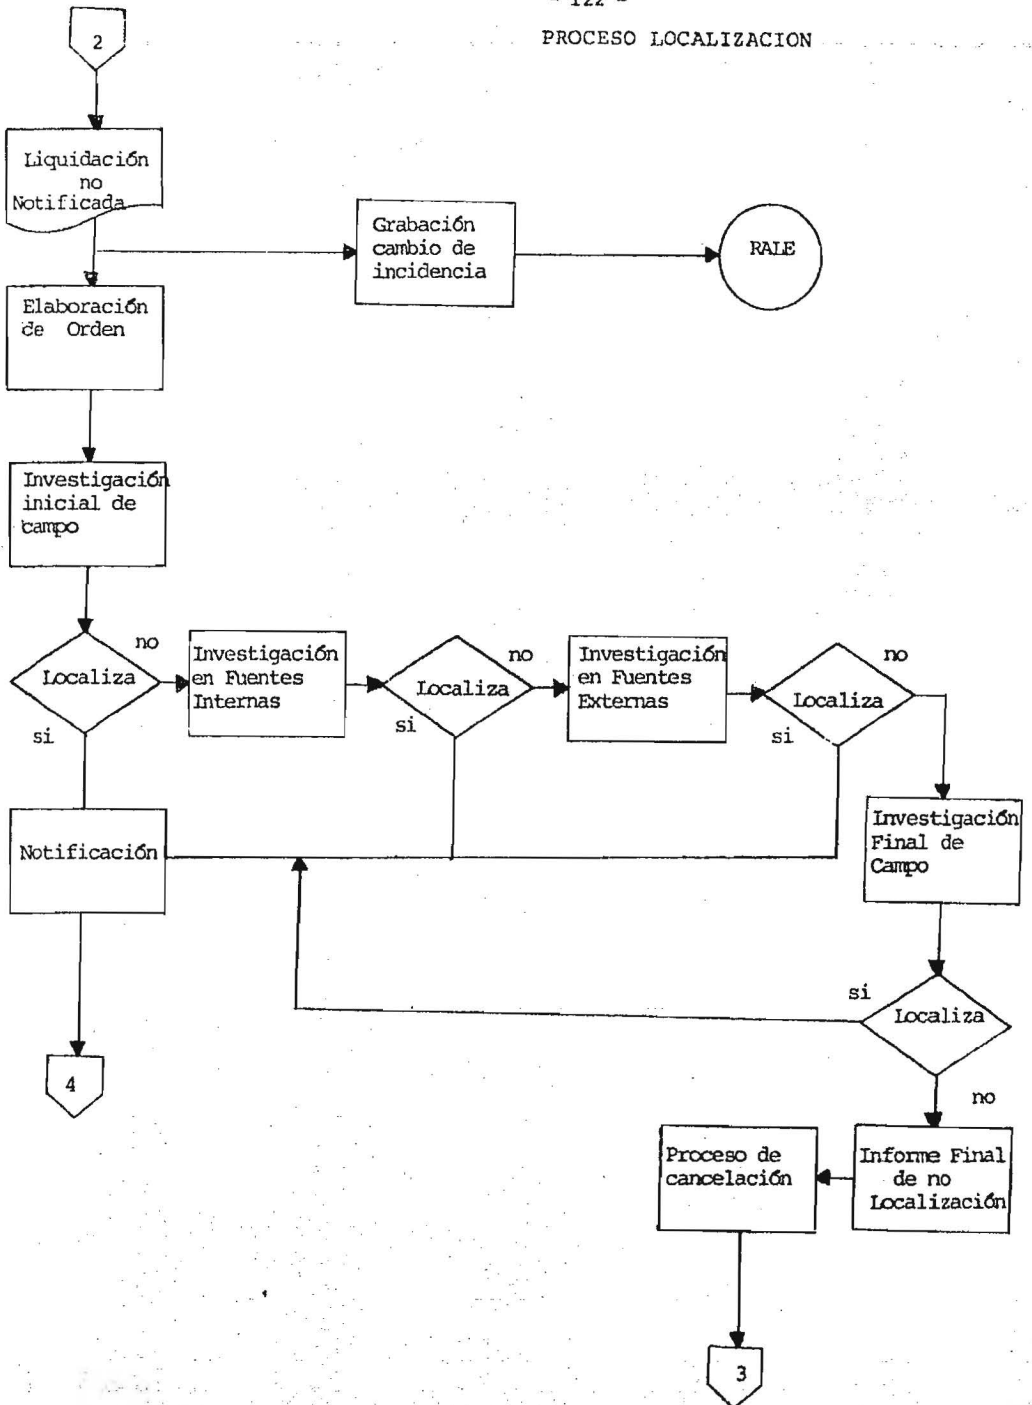 - 122 -
PROCESO LOCALIZACION
2
Liquidación
no
Notificada
Grabación
cambio de
incidencia
RALE
Elaboración
de Orden
Investigación
inicial de
campo
Localiza
no
si
Investigación
en Fuentes
Internas
Localiza
no
si
Investigación
en Fuentes
Externas
Localiza
no
si
Notificación
Investigación
Final de
Campo
Localiza
si
no
4
Proceso de
cancelación
Informe Final
de no
Localización
3